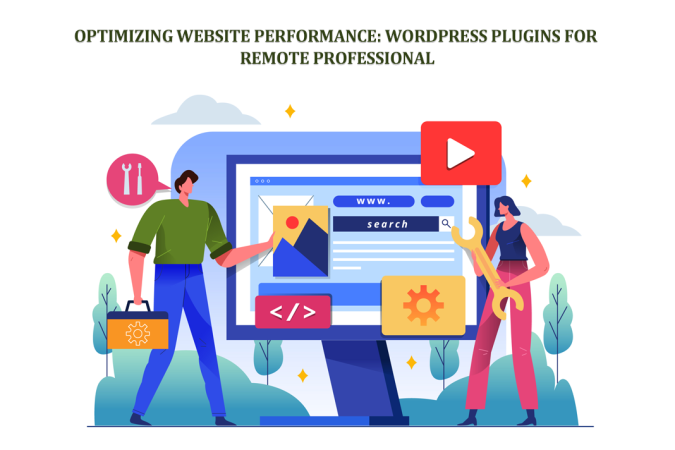 OPTIMIZING WEBSITE PERFORMANCE: WORDPRESS PLUGINS FOR
REMOTE PROFESSIONAL
www.
search
</>